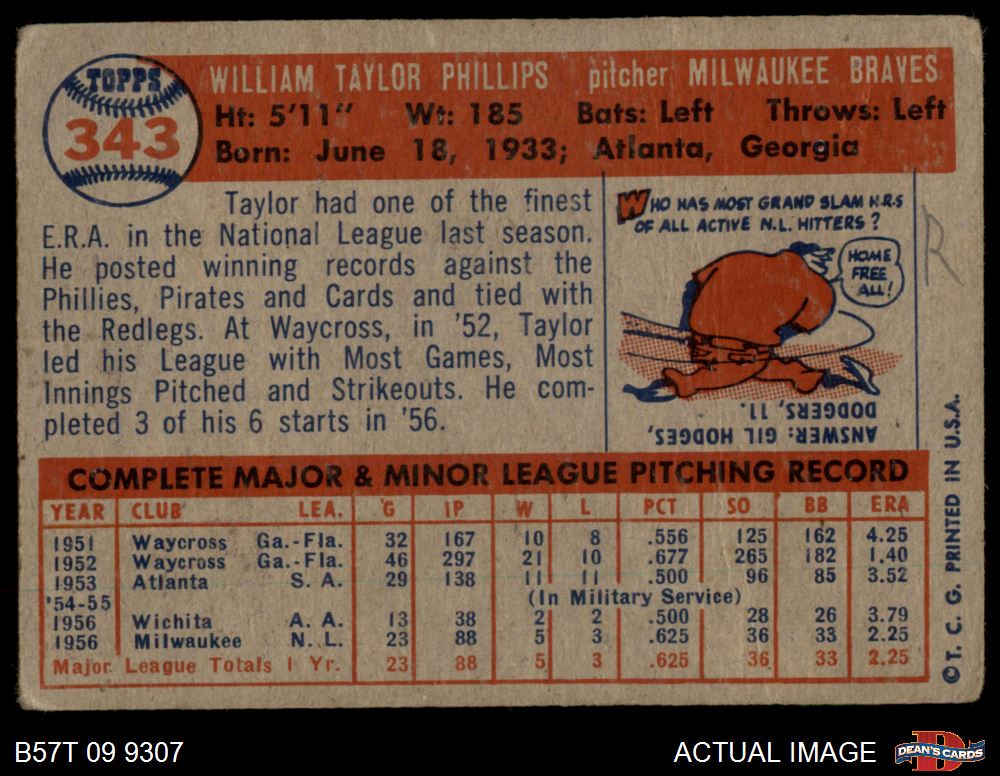 TOPPS
343
WILLIAM TAYLOR PHILLIPS pitcher MILWAUKEE BRAVES
Ht: 5'11" Wt: 185 Bats: Left Throws: Left
Born: June 18, 1933; Atlanta, Georgia
Taylor had one of the finest
E.R.A. in the National League last season.
He posted winning records against the
Phillies, Pirates and Cards and tied with
the Redlegs. At Waycross, in '52, Taylor
led his League with Most Games, Most
Innings Pitched and Strikeouts. He com-
pleted 3 of his 6 starts in '56.
WHO HAS MOST GRAND SLAM H.R.S
OF ALL ACTIVE N.L. HITTERS?
HOME
FREE
ALL!
ANSWER: GIL HODGES,
DODGERS, 11.
R
COMPLETE MAJOR & MINOR LEAGUE PITCHING RECORD
YEAR CLUB LEA. G IP W L PCT SO BB ERA
1951 Waycross Ga.-Fla. 32 167 10 8 .556 125 162 4.25
1952 Waycross Ga.-Fla. 46 297 21 10 .677 265 182 1.40
1953 Atlanta S. A. 29 138 11 11 .500 96 85 3.52
'54-55 (In Military Service)
1956 Wichita A. A. 13 38 2 2 .500 28 26 3.79
1956 Milwaukee N. L. 23 88 5 3 .625 36 33 2.25
Major League Totals 1 Yr. 23 88 5 3 .625 36 33 2.25
© T. C. G. PRINTED IN U.S.A.
B57T 09 9307
ACTUAL IMAGE
DEAN'S CARDS